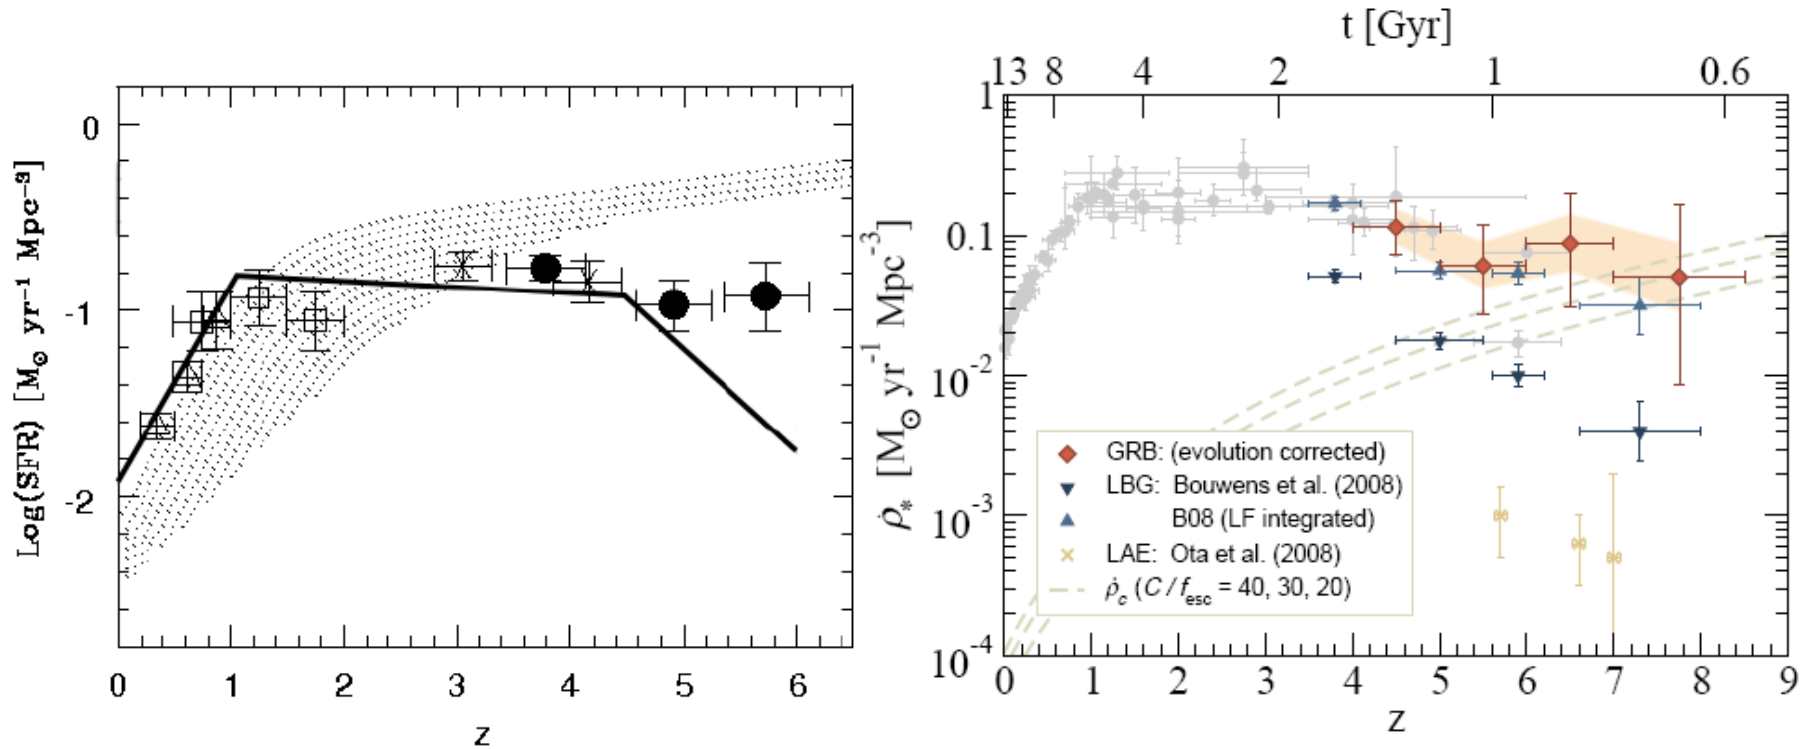 0
-1
-2
Log(SFR) [M⊙ yr⁻¹ Mpc⁻³]
0 1 2 3 4 5 6
z
t [Gyr]
13 8 4 2 1 0.6
1
0.1
10⁻²
10⁻³
10⁻⁴
ρ̇* [M⊙ yr⁻¹ Mpc⁻³]
GRB: (evolution corrected)
LBG: Bouwens et al. (2008)
B08 (LF integrated)
LAE: Ota et al. (2008)
ρ̇c (C / fesc = 40, 30, 20)
0 1 2 3 4 5 6 7 8 9
z